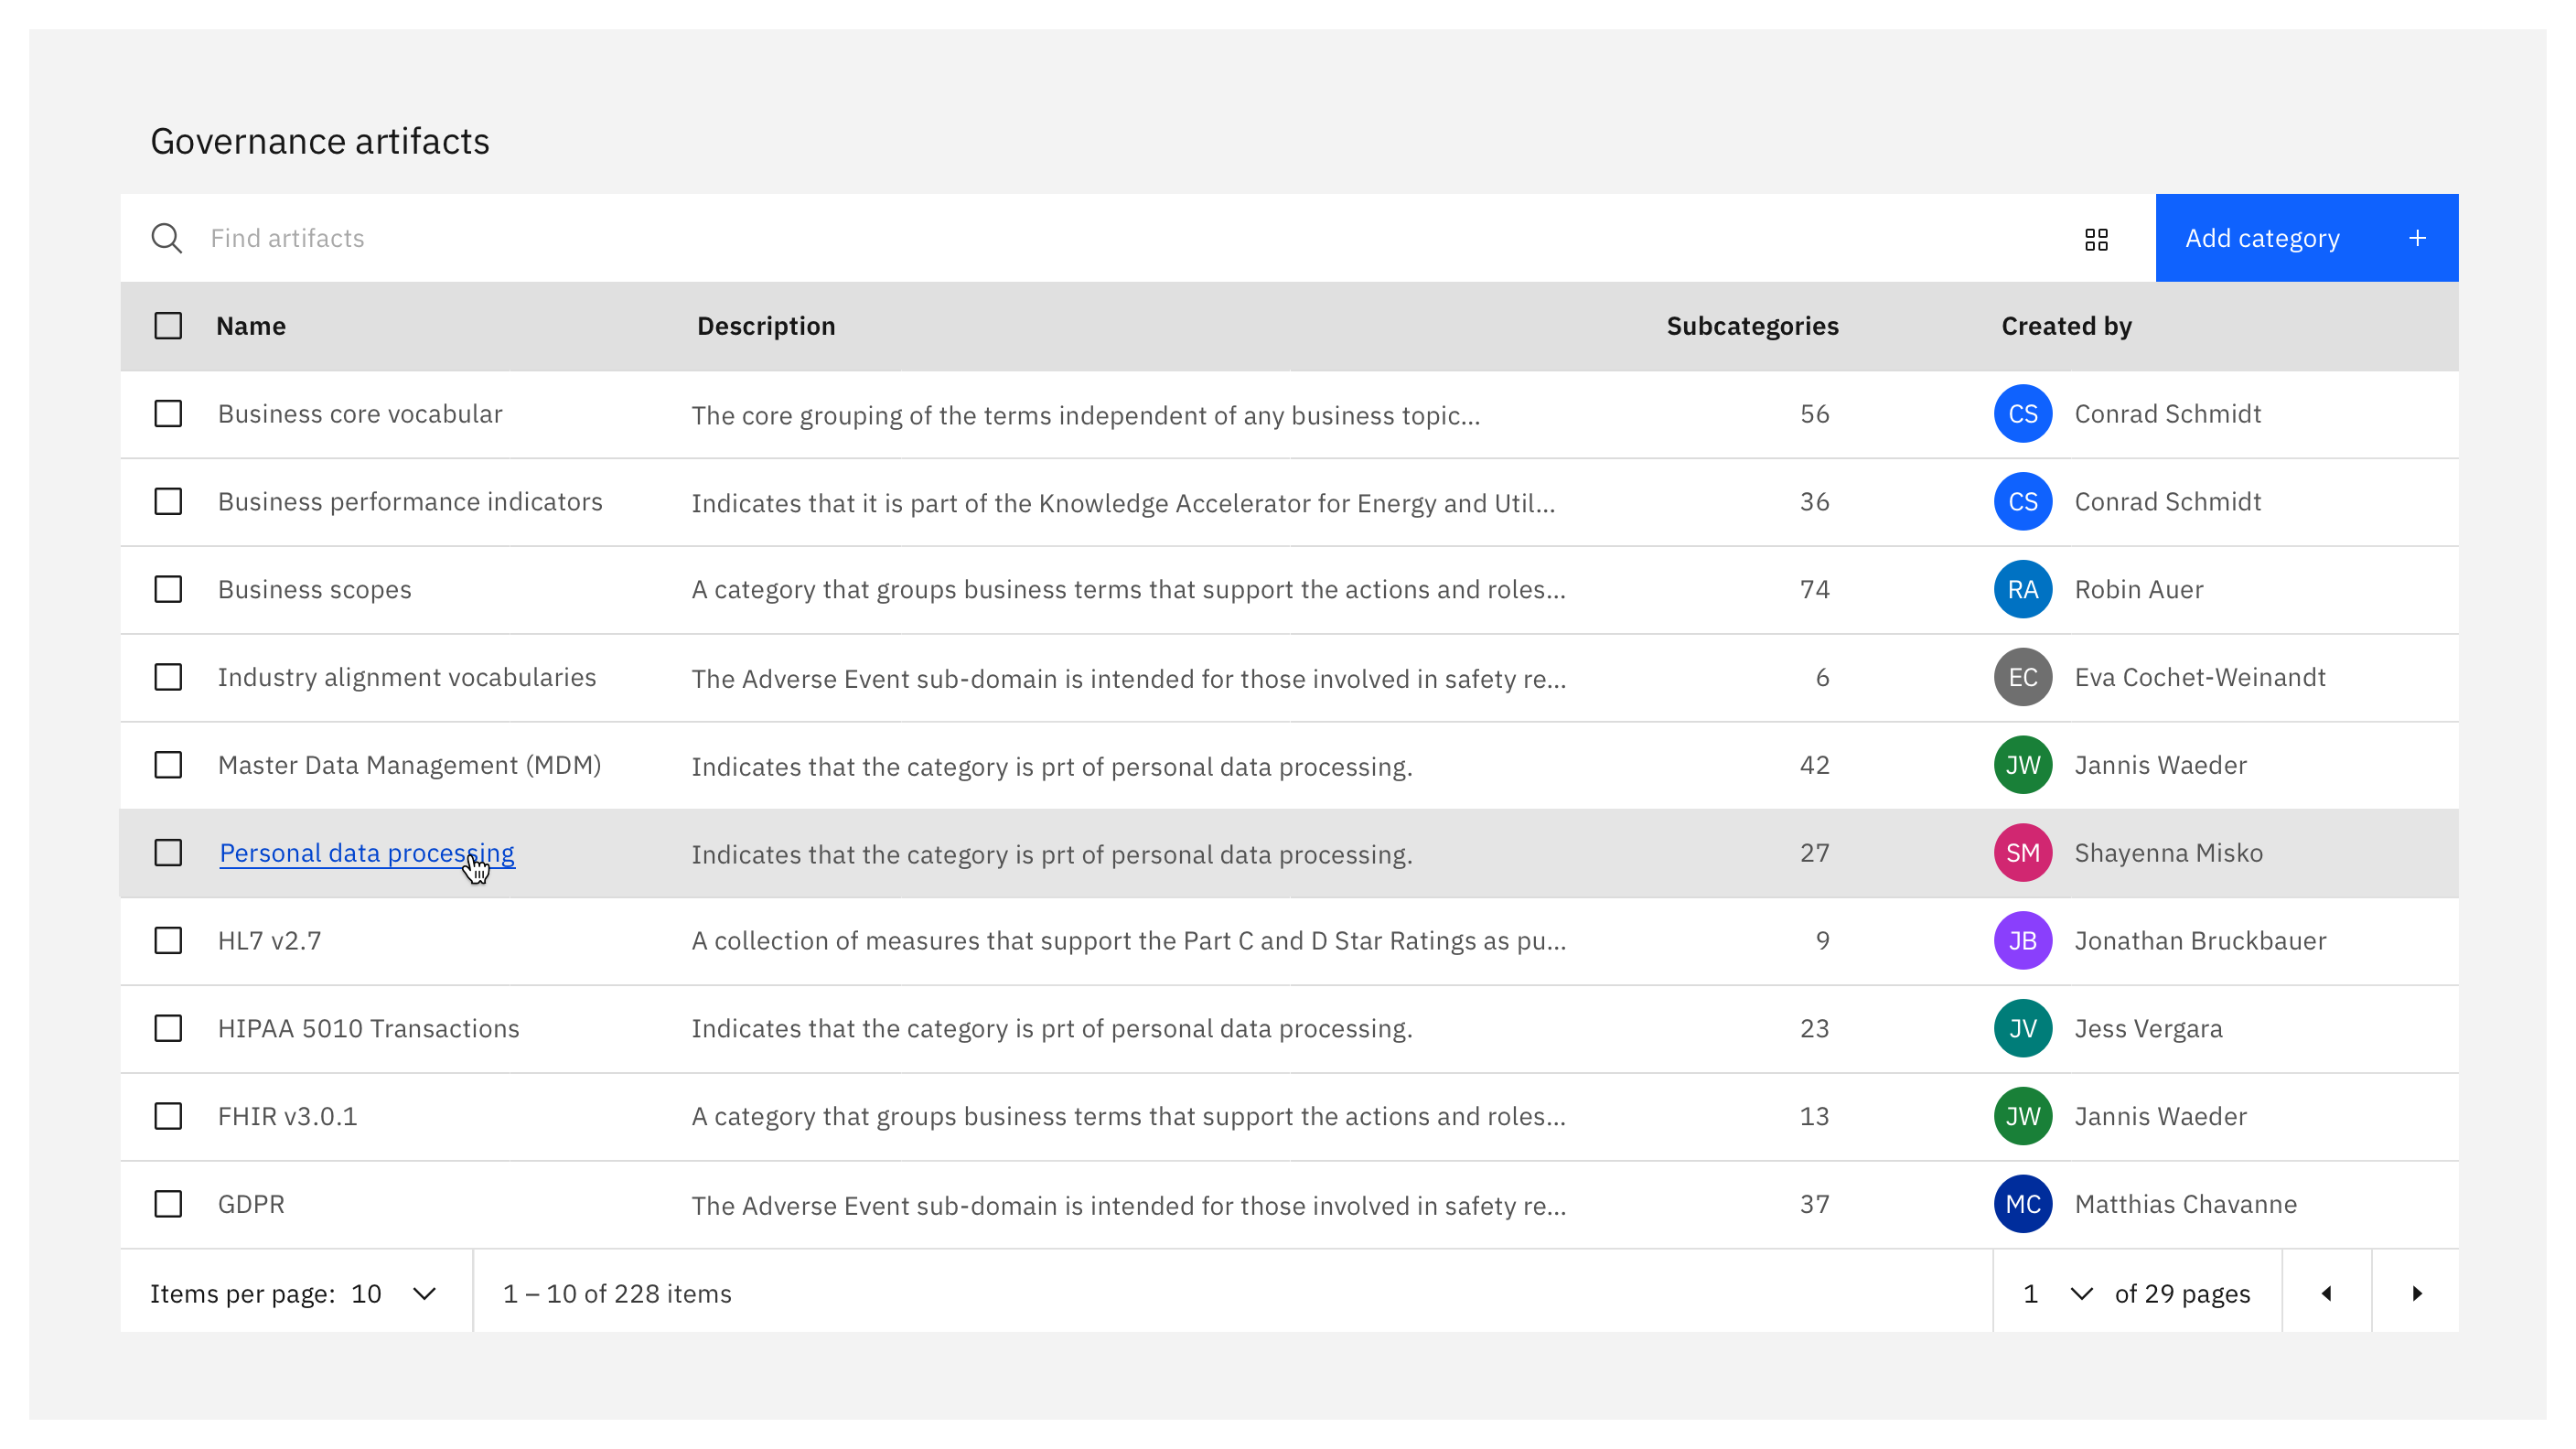 Governance artifacts
Find artifacts
Add category +
Name Description Subcategories Created by
Business core vocabular The core grouping of the terms independent of any business topic... 56 CS Conrad Schmidt
Business performance indicators Indicates that it is part of the Knowledge Accelerator for Energy and Util... 36 CS Conrad Schmidt
Business scopes A category that groups business terms that support the actions and roles... 74 RA Robin Auer
Industry alignment vocabularies The Adverse Event sub-domain is intended for those involved in safety re... 6 EC Eva Cochet-Weinandt
Master Data Management (MDM) Indicates that the category is prt of personal data processing. 42 JW Jannis Waeder
Personal data processing Indicates that the category is prt of personal data processing. 27 SM Shayenna Misko
HL7 v2.7 A collection of measures that support the Part C and D Star Ratings as pu... 9 JB Jonathan Bruckbauer
HIPAA 5010 Transactions Indicates that the category is prt of personal data processing. 23 JV Jess Vergara
FHIR v3.0.1 A category that groups business terms that support the actions and roles... 13 JW Jannis Waeder
GDPR The Adverse Event sub-domain is intended for those involved in safety re... 37 MC Matthias Chavanne
Items per page: 10 1 – 10 of 228 items 1 of 29 pages